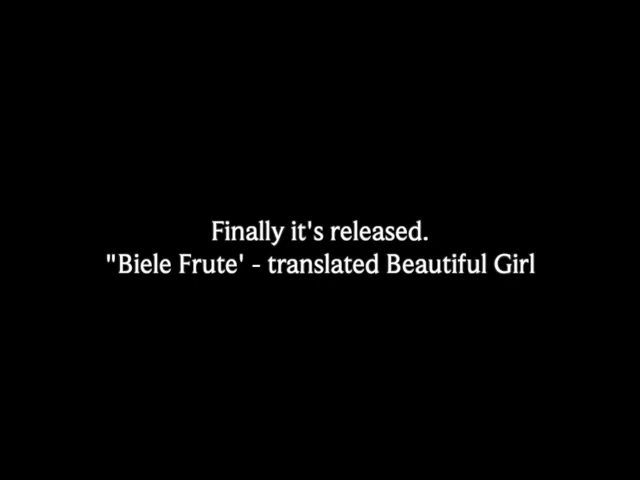 Finally it's released.
"Biele Frute' - translated Beautiful Girl